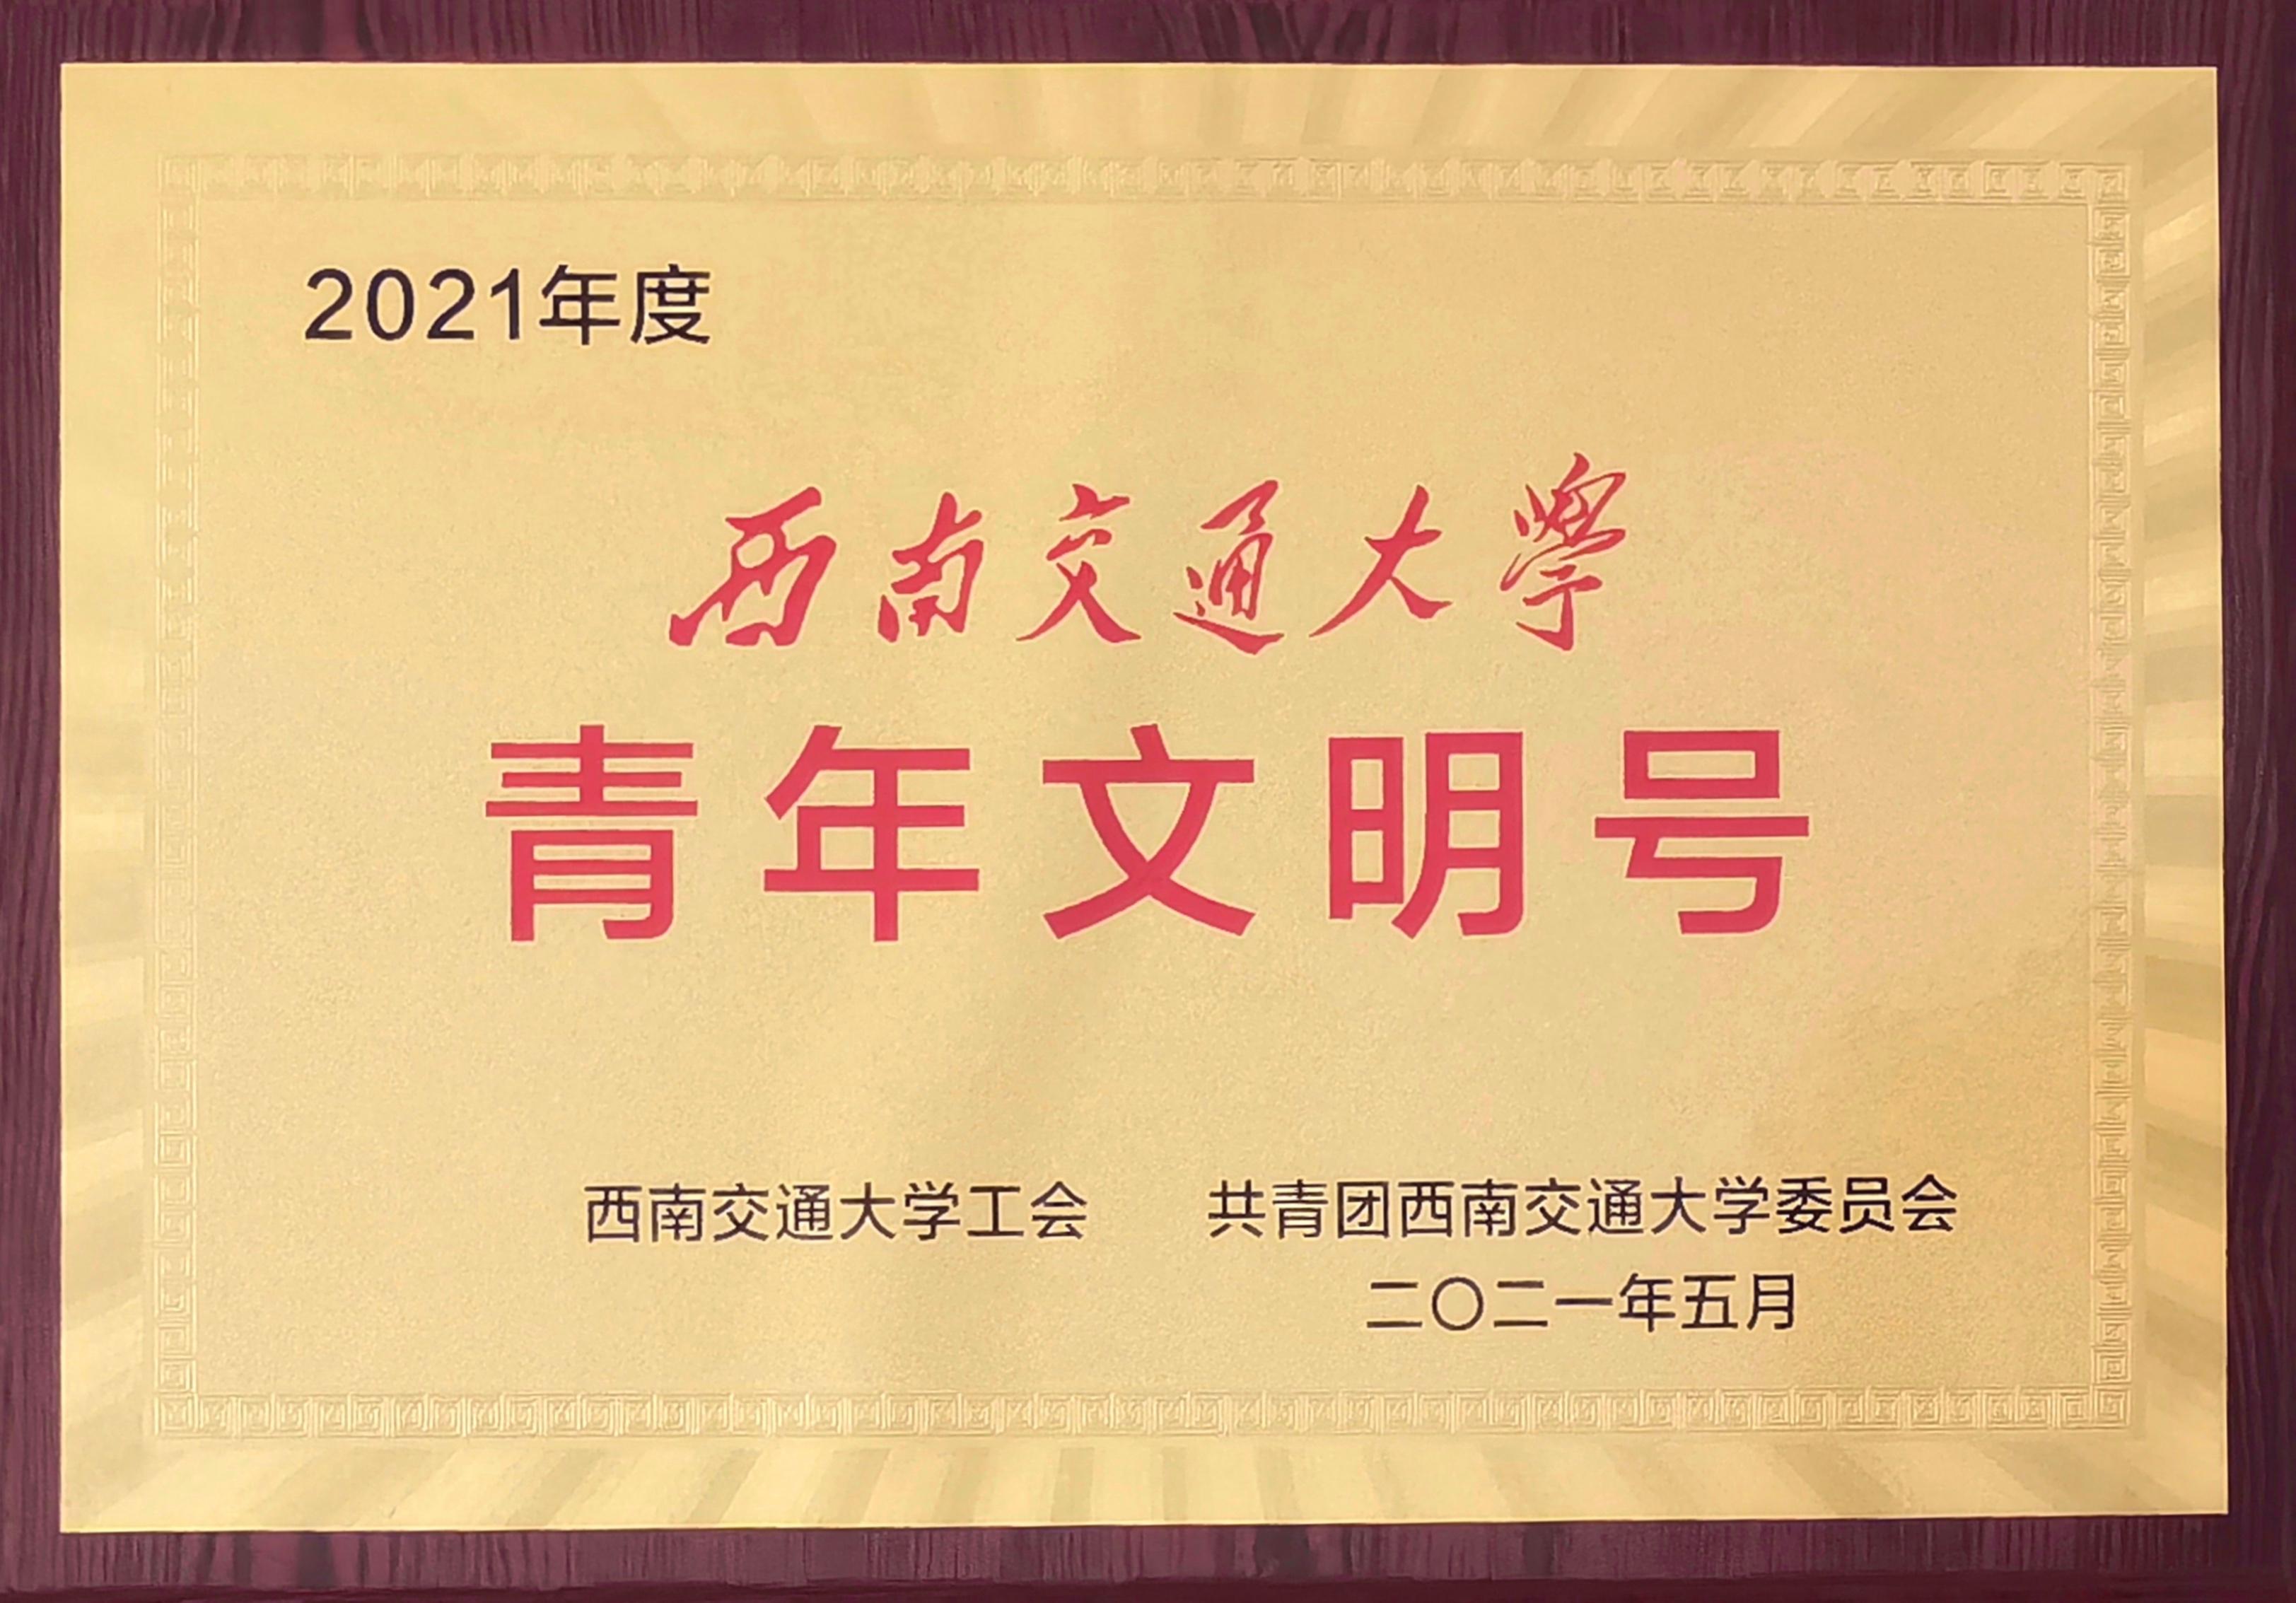 2021年度
西南交通大學
青年文明号
西南交通大学工会 共青团西南交通大学委员会
二〇二一年五月